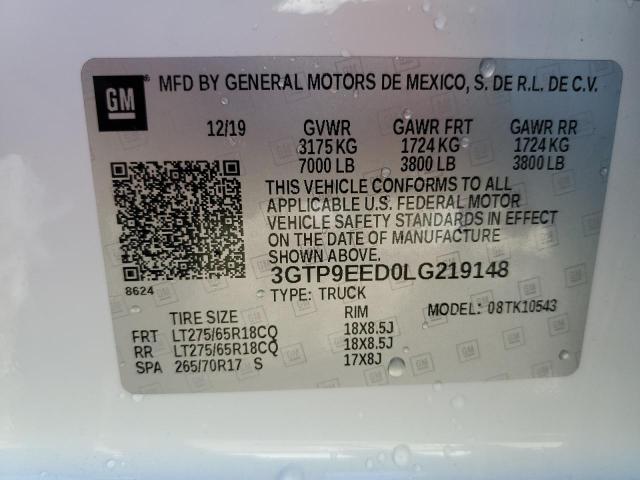 GM MFD BY GENERAL MOTORS DE MEXICO, S. DE R.L. DE C.V.
12/19 GVWR GAWR FRT GAWR RR
3175 KG 1724 KG 1724 KG
7000 LB 3800 LB 3800 LB
THIS VEHICLE CONFORMS TO ALL
APPLICABLE U.S. FEDERAL MOTOR
VEHICLE SAFETY STANDARDS IN EFFECT
ON THE DATE OF MANUFACTURE
SHOWN ABOVE.
3GTP9EED0LG219148
8624
TYPE: TRUCK MODEL: 08TK10543
TIRE SIZE RIM
FRT LT275/65R18CQ 18X8.5J
RR LT275/65R18CQ 18X8.5J
SPA 265/70R17 S 17X8J